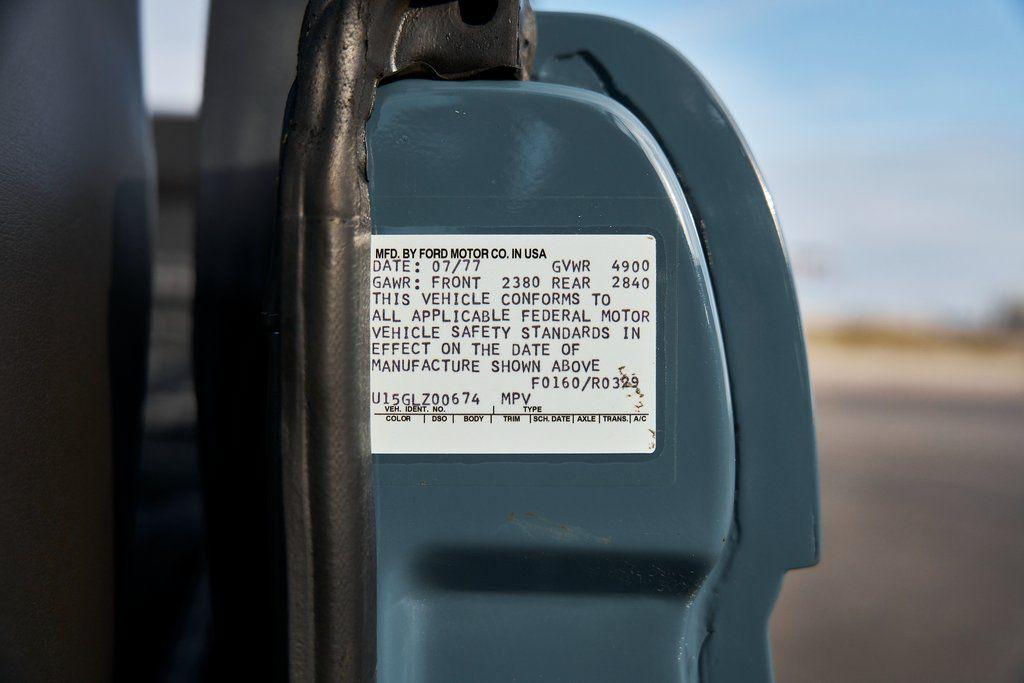 MFD. BY FORD MOTOR CO. IN USA
DATE: 07/77 GVWR 4900
GAWR: FRONT 2380 REAR 2840
THIS VEHICLE CONFORMS TO
ALL APPLICABLE FEDERAL MOTOR
VEHICLE SAFETY STANDARDS IN
EFFECT ON THE DATE OF
MANUFACTURE SHOWN ABOVE
F0160/R0329
U15GLZ00674 MPV
VEH. IDENT. NO. | TYPE
COLOR | DSO | BODY | TRIM | SCH. DATE | AXLE | TRANS. | A/C